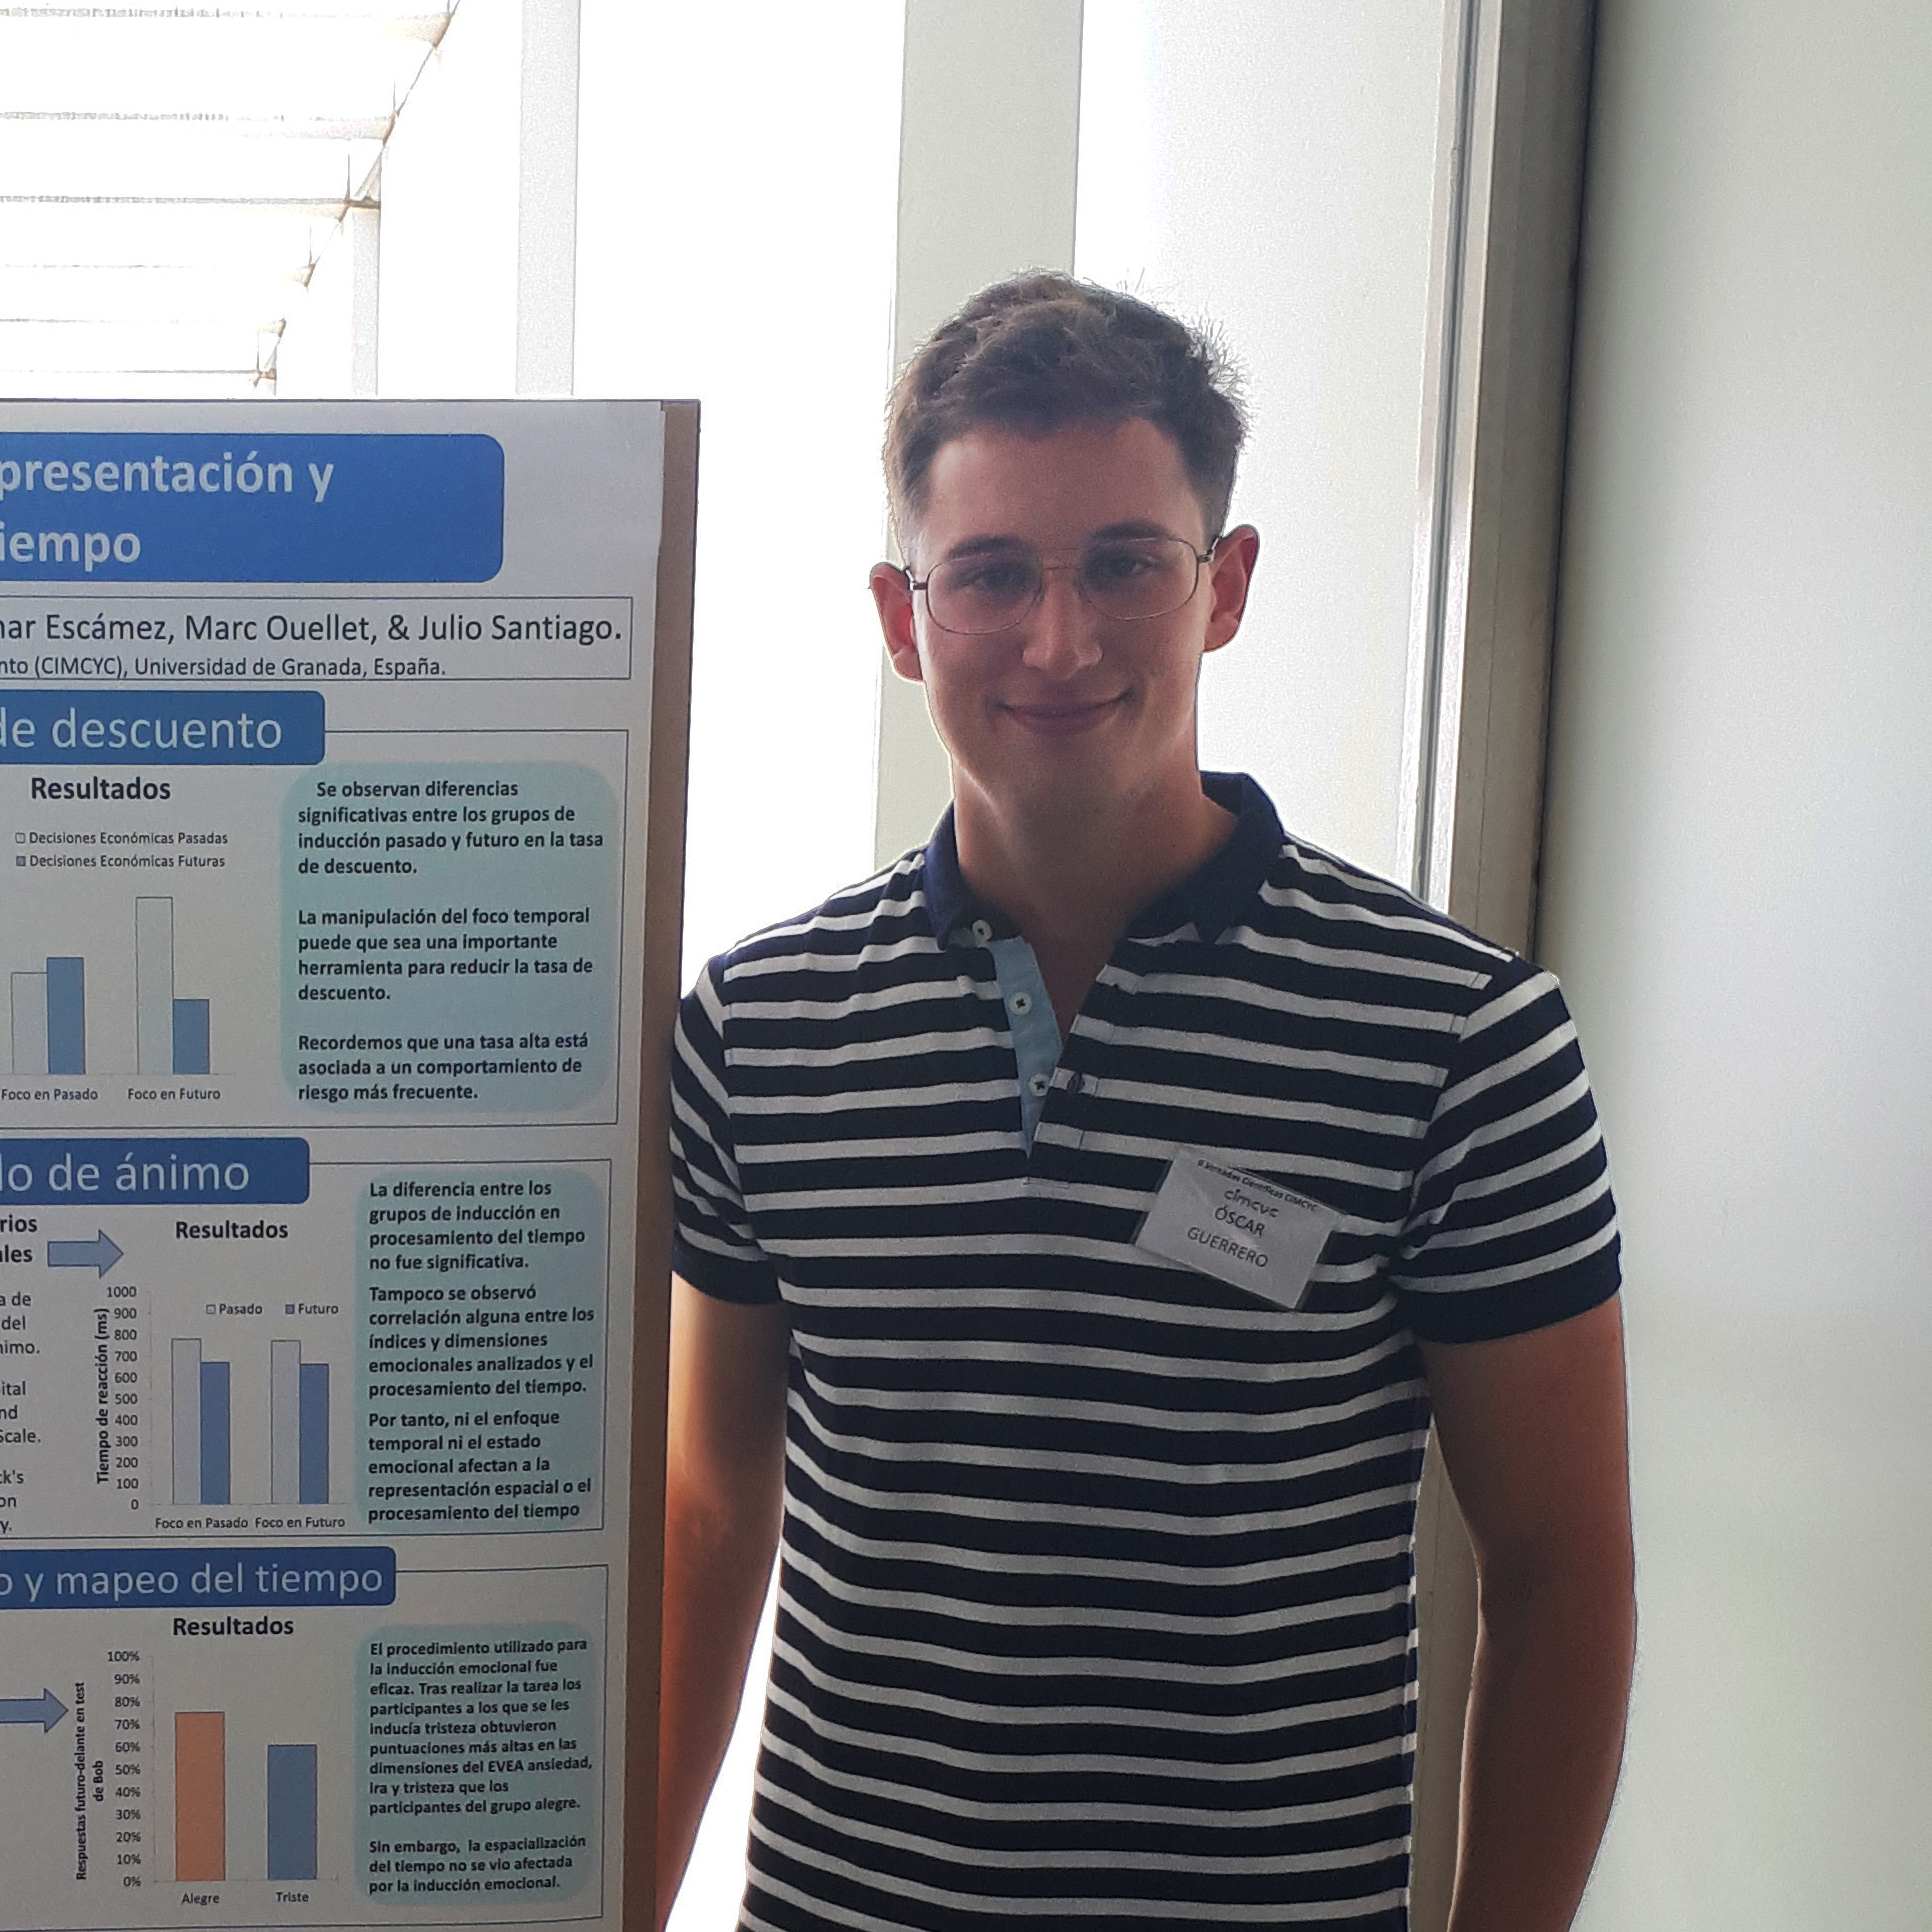 presentación y
iempo
nar Escámez, Marc Ouellet, & Julio Santiago.
nto (CIMCYC), Universidad de Granada, España.
de descuento
Resultados
Decisiones Económicas Pasadas
Decisiones Económicas Futuras
Foco en Pasado Foco en Futuro
Se observan diferencias
significativas entre los grupos de
inducción pasado y futuro en la tasa
de descuento.
La manipulación del foco temporal
puede que sea una importante
herramienta para reducir la tasa de
descuento.
Recordemos que una tasa alta está
asociada a un comportamiento de
riesgo más frecuente.
do de ánimo
rios
ales
a de
del
nimo.
ital
nd
Scale.
ck's
on
y.
Resultados
Tiempo de reacción (ms)
1000
900
800
700
600
500
400
300
200
100
0
Pasado Futuro
Foco en Pasado Foco en Futuro
La diferencia entre los
grupos de inducción en
procesamiento del tiempo
no fue significativa.
Tampoco se observó
correlación alguna entre los
índices y dimensiones
emocionales analizados y el
procesamiento del tiempo.
Por tanto, ni el enfoque
temporal ni el estado
emocional afectan a la
representación espacial o el
procesamiento del tiempo
o y mapeo del tiempo
Resultados
Respuestas futuro-delante en test
de Bob
100%
90%
80%
70%
60%
50%
40%
30%
20%
10%
0%
Alegre Triste
El procedimiento utilizado para
la inducción emocional fue
eficaz. Tras realizar la tarea los
participantes a los que se les
inducía tristeza obtuvieron
puntuaciones más altas en las
dimensiones del EVEA ansiedad,
ira y tristeza que los
participantes del grupo alegre.
Sin embargo, la espacialización
del tiempo no se vio afectada
por la inducción emocional.
II Jornadas Científicas CIMCYC
cimcyc
ÓSCAR
GUERRERO